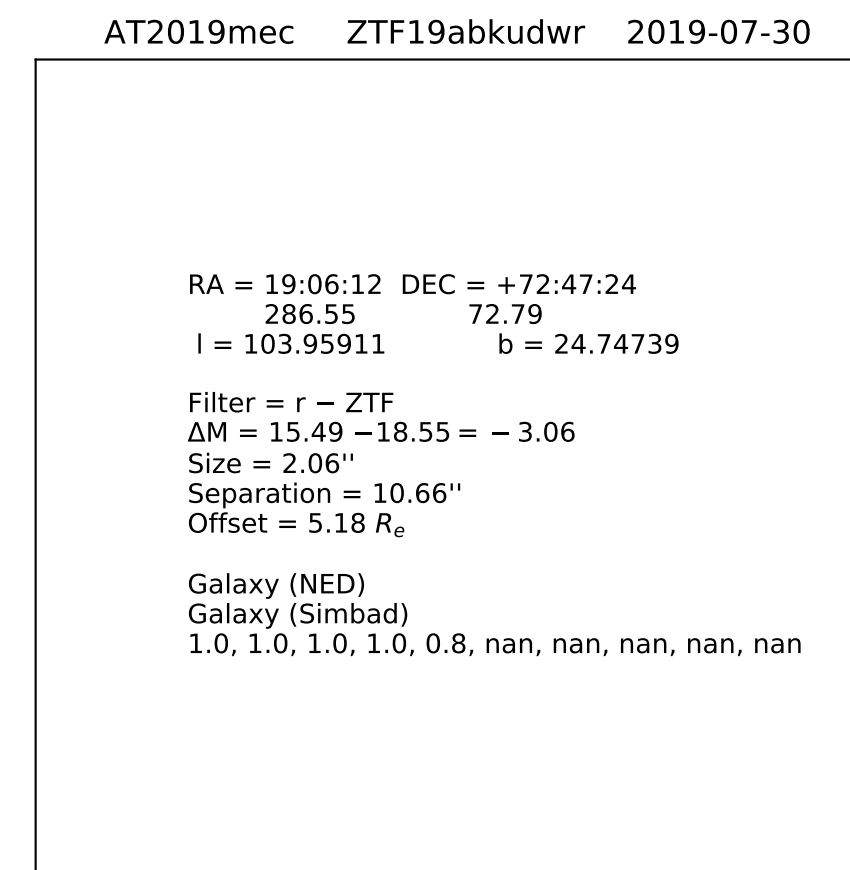 AT2019mec ZTF19abkudwr 2019-07-30
RA = 19:06:12 DEC = +72:47:24
286.55 72.79
l = 103.95911 b = 24.74739
Filter = r − ZTF
ΔM = 15.49 −18.55 = − 3.06
Size = 2.06''
Separation = 10.66''
Offset = 5.18 Re
Galaxy (NED)
Galaxy (Simbad)
1.0, 1.0, 1.0, 1.0, 0.8, nan, nan, nan, nan, nan